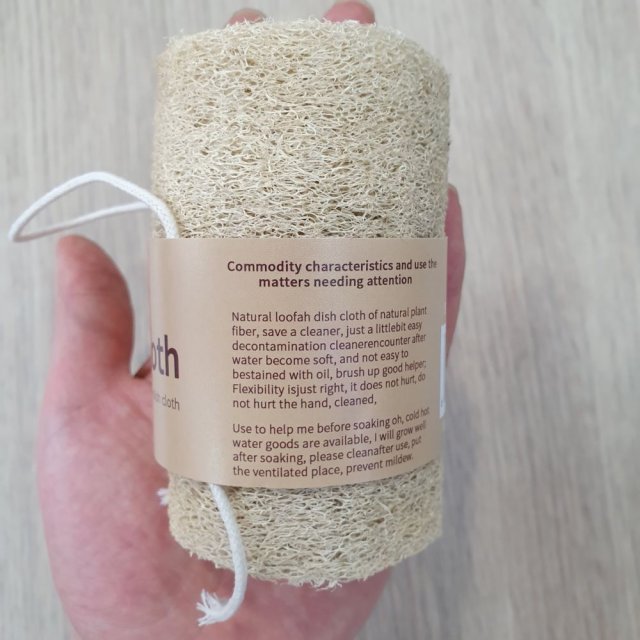 Commodity characteristics and use the
matters needing attention
Natural loofah dish cloth of natural plant
fiber, save a cleaner, just a littlebit easy
decontamination cleanerencounter after
water become soft, and not easy to
bestained with oil, brush up good helper;
Flexibility isjust right, it does not hurt, do
not hurt the hand, cleaned,
Use to help me before soaking oh, cold hot
water goods are available, I will grow well
after soaking, please cleanafter use, put
the ventilated place, prevent mildew.
oth
cloth